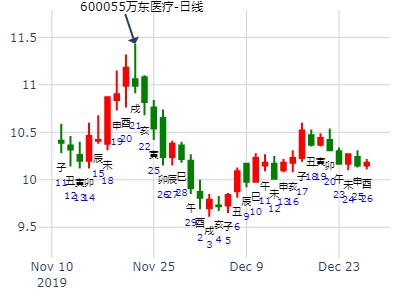 600055万东医疗-日线
11.5
11
10.5
10
9.5
子 丑 寅 卯 辰 未 申 酉 戌 亥 寅 卯 辰 巳 午 酉 戌 亥 子 丑 辰 巳 午 未 申 亥 子 丑 寅 卯 午 未 申 酉
11 12 13 14 15 18 19 20 21 22 25 26 27 28 29 2 3 4 5 6 9 10 11 12 13 16 17 18 19 20 23 24 25 26
Nov 10 Nov 25 Dec 9 Dec 23
2019